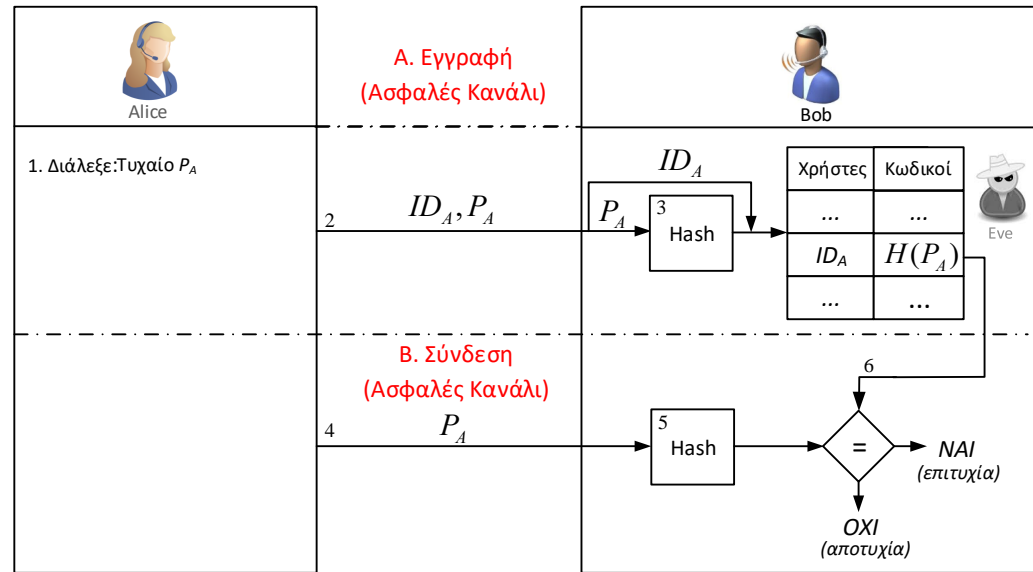 Alice
Α. Εγγραφή
(Ασφαλές Κανάλι)
Bob
1. Διάλεξε:Τυχαίο P_A
2
ID_A, P_A
ID_A
P_A
3
Hash
Χρήστες Κωδικοί
... ...
ID_A H(P_A)
... ...
Eve
Β. Σύνδεση
(Ασφαλές Κανάλι)
4
P_A
5
Hash
6
=
ΝΑΙ
(επιτυχία)
ΟΧΙ
(αποτυχία)